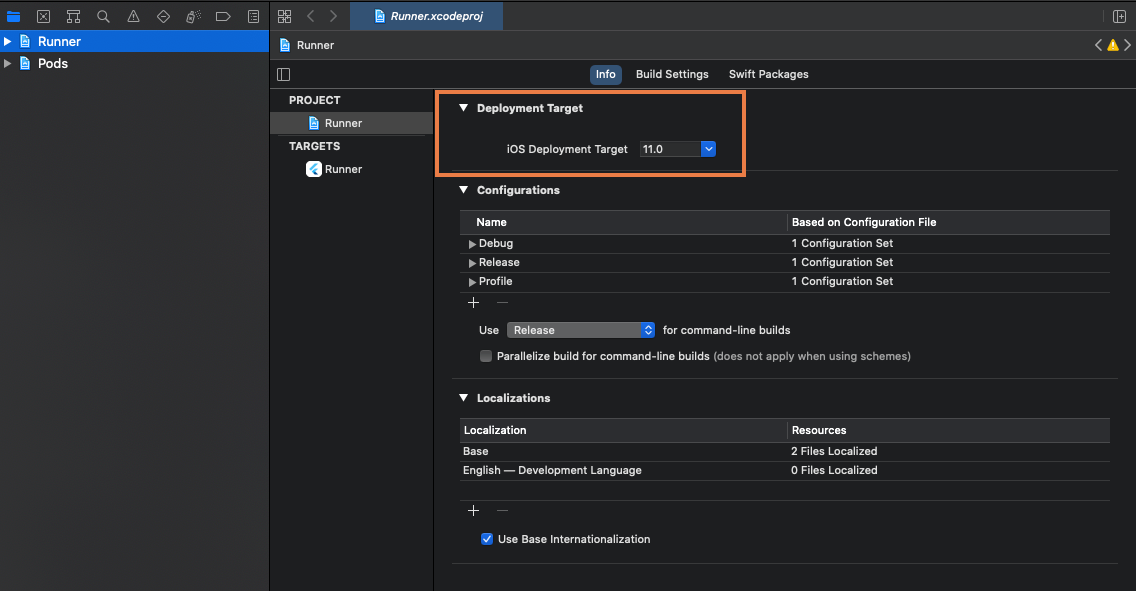 Runner.xcodeproj
Runner
Pods
Runner
Info Build Settings Swift Packages
PROJECT
Runner
TARGETS
Runner
Deployment Target
iOS Deployment Target 11.0
Configurations
Name Based on Configuration File
Debug 1 Configuration Set
Release 1 Configuration Set
Profile 1 Configuration Set
Use Release for command-line builds
Parallelize build for command-line builds (does not apply when using schemes)
Localizations
Localization Resources
Base 2 Files Localized
English — Development Language 0 Files Localized
Use Base Internationalization